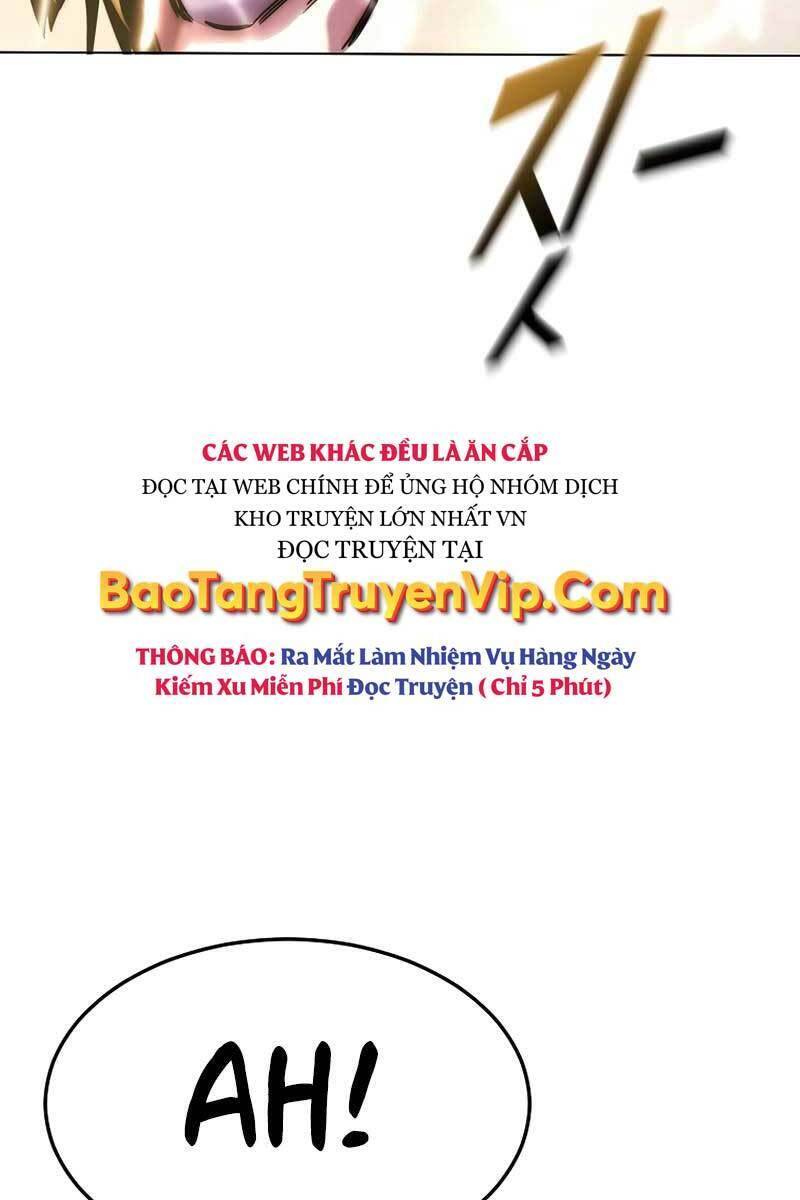 CÁC WEB KHÁC ĐỀU LÀ ĂN CẮP
ĐỌC TẠI WEB CHÍNH ĐỂ ỦNG HỘ NHÓM DỊCH
KHO TRUYỆN LỚN NHẤT VN
ĐỌC TRUYỆN TẠI
BaoTangTruyenVip.Com
THÔNG BÁO: Ra Mắt Làm Nhiệm Vụ Hàng Ngày
Kiếm Xu Miễn Phí Đọc Truyện ( Chỉ 5 Phút)
AH!